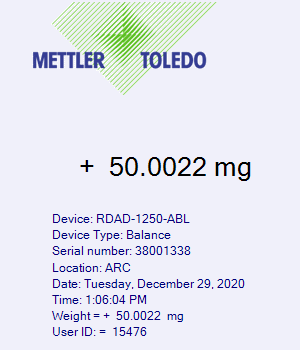 METTLER TOLEDO
+ 50.0022 mg
Device: RDAD-1250-ABL
Device Type: Balance
Serial number: 38001338
Location: ARC
Date: Tuesday, December 29, 2020
Time: 1:06:04 PM
Weight = + 50.0022 mg
User ID: = 15476